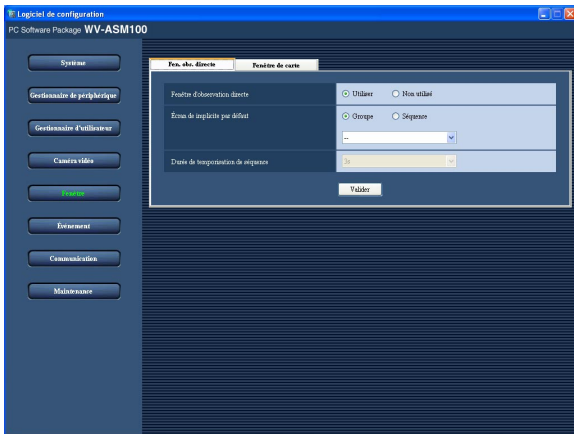 Logiciel de configuration
PC Software Package WV-ASM100
Système
Gestionnaire de périphérique
Gestionnaire d'utilisateur
Caméra vidéo
Fenêtre
Événement
Communication
Maintenance
Fen. obs. directe
Fenêtre de carte
Fenêtre d'observation directe
Utiliser
Non utilisé
Écran de implicite par défaut
Groupe
Séquence
--
Durée de temporisation de séquence
3s
Valider